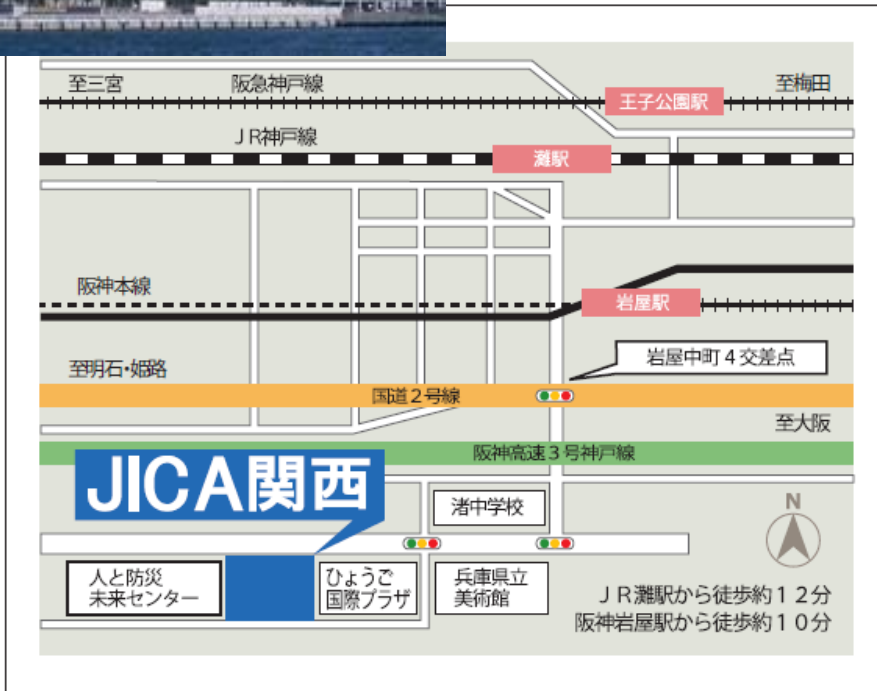 至三宮
阪急神戸線
至梅田
王子公園駅
ＪＲ神戸線
灘駅
阪神本線
岩屋駅
至明石・姫路
岩屋中町４交差点
国道２号線
至大阪
阪神高速３号神戸線
JICA関西
渚中学校
N
人と防災
未来センター
ひょうご
国際プラザ
兵庫県立
美術館
ＪＲ灘駅から徒歩約１２分
阪神岩屋駅から徒歩約１０分